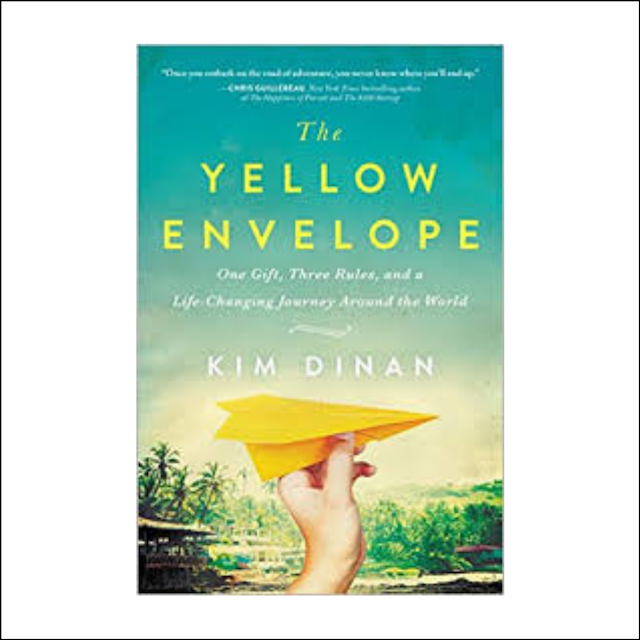 "Once you embark on the road of adventure, you never know where you'll end up."
—CHRIS GUILLEBEAU, New York Times bestselling author
of The Happiness of Pursuit and The $100 Startup
The
YELLOW
ENVELOPE
One Gift, Three Rules, and a
Life-Changing Journey Around the World
KIM DINAN